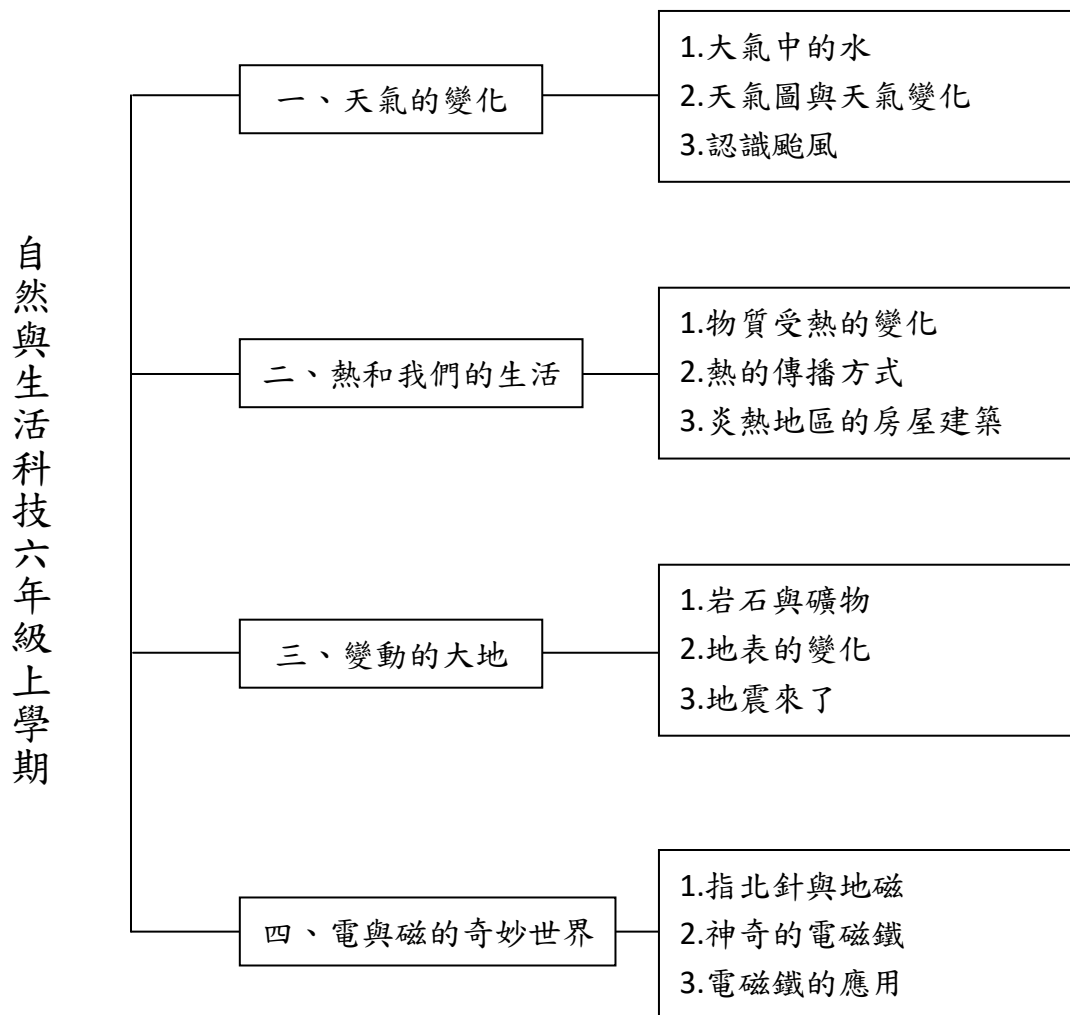 自然與生活科技六年級上學期
一、天氣的變化
1.大氣中的水
2.天氣圖與天氣變化
3.認識颱風
二、熱和我們的生活
1.物質受熱的變化
2.熱的傳播方式
3.炎熱地區的房屋建築
三、變動的大地
1.岩石與礦物
2.地表的變化
3.地震來了
四、電與磁的奇妙世界
1.指北針與地磁
2.神奇的電磁鐵
3.電磁鐵的應用